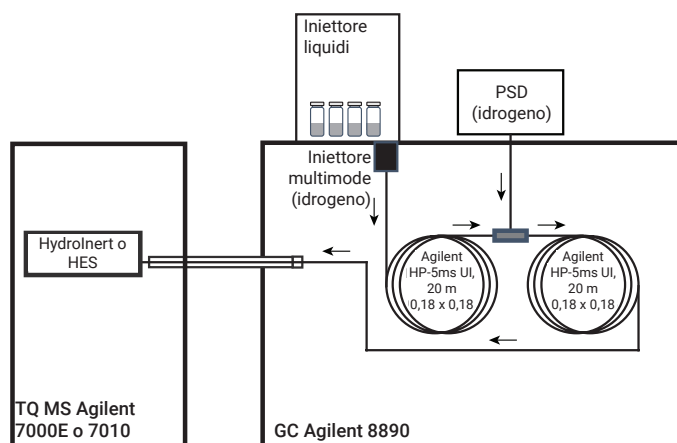 Iniettore
liquidi
PSD
(idrogeno)
Iniettore
multimode
(idrogeno)
HydroInert o
HES
Agilent
HP-5ms UI,
20 m
0,18 x 0,18
Agilent
HP-5ms UI,
20 m
0,18 x 0,18
TQ MS Agilent
7000E o 7010
GC Agilent 8890